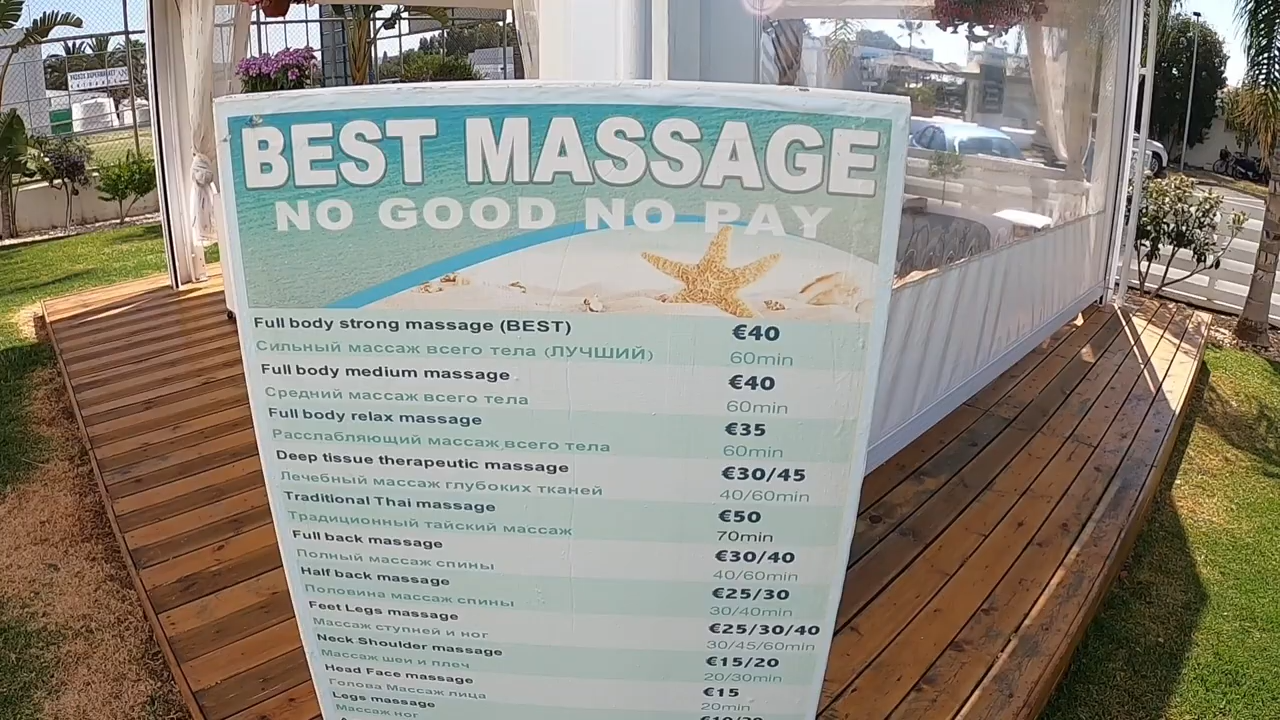 BEST MASSAGE
NO GOOD NO PAY
Full body strong massage (BEST) €40
Сильный массаж всего тела (ЛУЧШИЙ) 60min
Full body medium massage €40
Средний массаж всего тела 60min
Full body relax massage €35
Расслабляющий массаж всего тела 60min
Deep tissue therapeutic massage €30/45
Лечебный массаж глубоких тканей 40/60min
Traditional Thai massage €50
Традиционный тайский массаж 70min
Full back massage €30/40
Полный массаж спины 40/60min
Half back massage €25/30
Половина массаж спины 30/40min
Feet Legs massage €25/30/40
Массаж ступней и ног 30/45/60min
Neck Shoulder massage €15/20
Массаж шеи и плеч 20/30min
Head Face massage €15
Голова Массаж лица 20min
Legs massage
Массаж ног